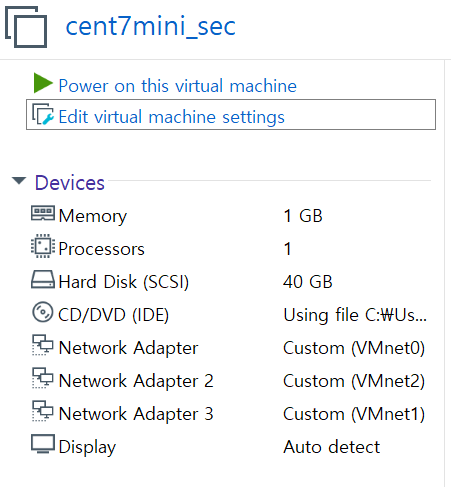 cent7mini_sec
Power on this virtual machine
Edit virtual machine settings
Devices
Memory 1 GB
Processors 1
Hard Disk (SCSI) 40 GB
CD/DVD (IDE) Using file C:₩Us...
Network Adapter Custom (VMnet0)
Network Adapter 2 Custom (VMnet2)
Network Adapter 3 Custom (VMnet1)
Display Auto detect